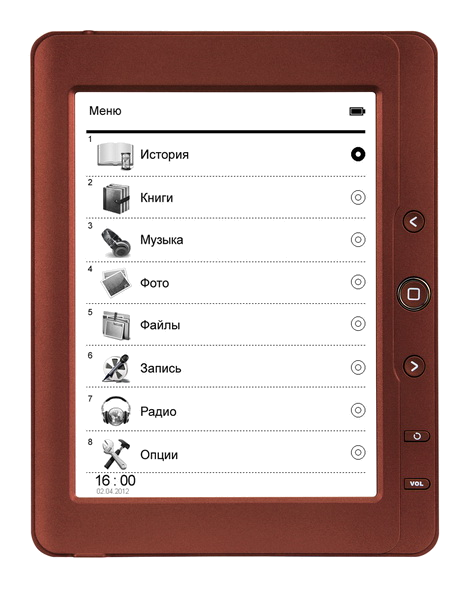 Меню
1
История
2
Книги
3
Музыка
4
Фото
5
Файлы
6
Запись
7
Радио
8
Опции
16 : 00
02.04.2012
VOL